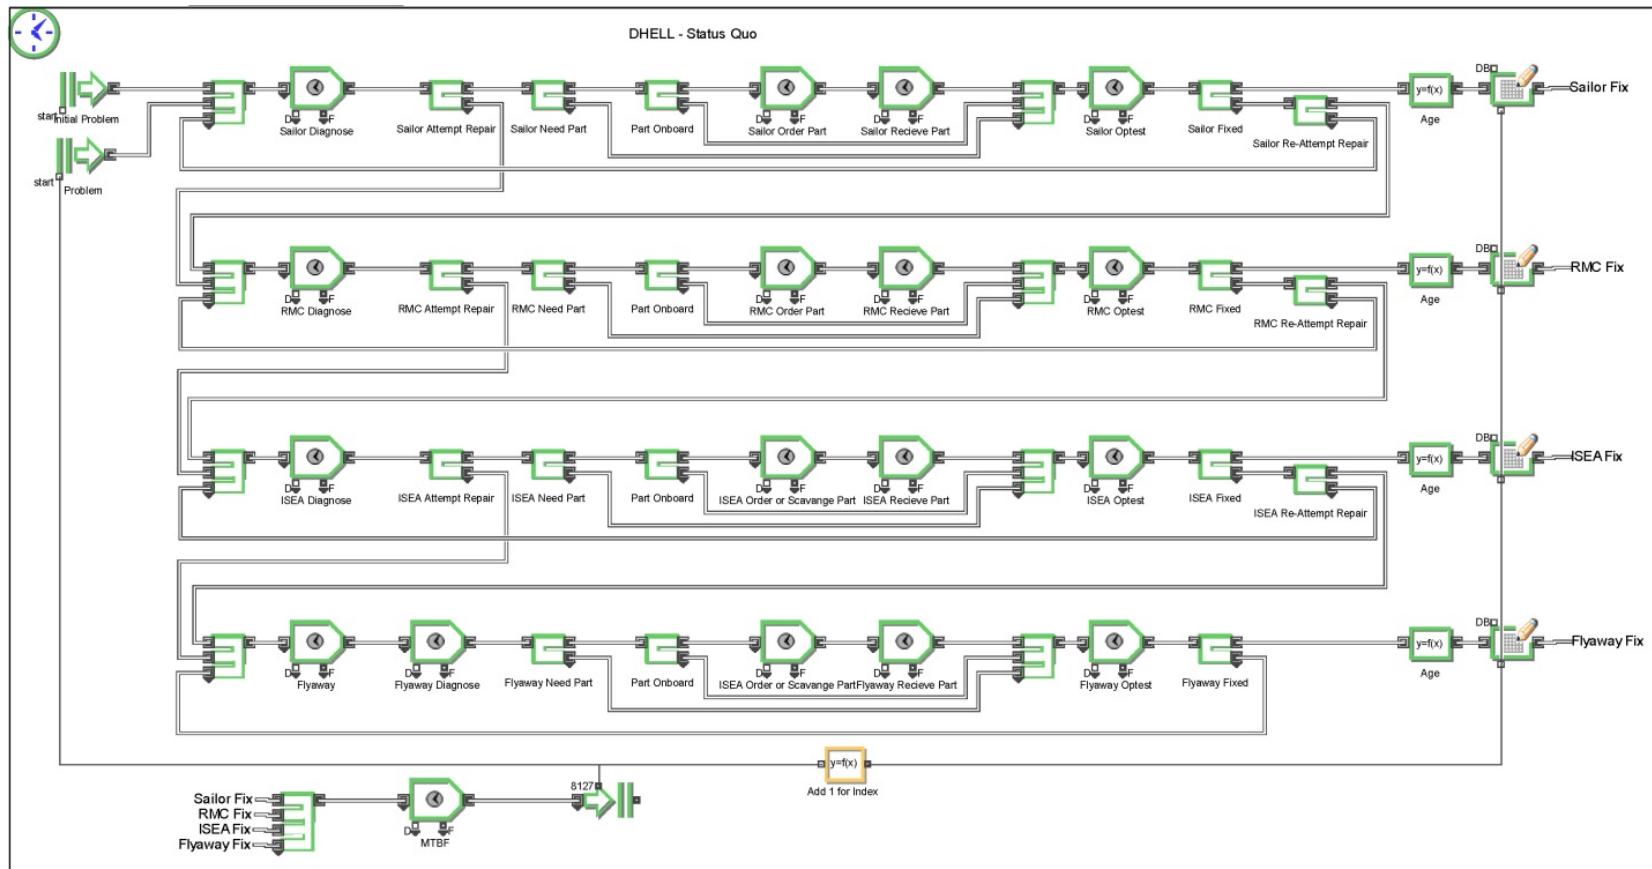 DHELL - Status Quo
DB
Sailor Fix
start
Initial Problem
D F
Sailor Diagnose
Sailor Attempt Repair
Sailor Need Part
Part Onboard
D F
Sailor Order Part
D F
Sailor Recieve Part
D F
Sailor Optest
Sailor Fixed
Sailor Re-Attempt Repair
y=f(x)
Age
start
Problem
DB
RMC Fix
D F
RMC Diagnose
RMC Attempt Repair
RMC Need Part
Part Onboard
D F
RMC Order Part
D F
RMC Recieve Part
D F
RMC Optest
RMC Fixed
RMC Re-Attempt Repair
y=f(x)
Age
DB
ISEA Fix
D F
ISEA Diagnose
ISEA Attempt Repair
ISEA Need Part
Part Onboard
D F
ISEA Order or Scavange Part
D F
ISEA Recieve Part
D F
ISEA Optest
ISEA Fixed
ISEA Re-Attempt Repair
y=f(x)
Age
DB
Flyaway Fix
D F
Flyaway
D F
Flyaway Diagnose
Flyaway Need Part
Part Onboard
D F
ISEA Order or Scavange Part
D F
Flyaway Recieve Part
D F
Flyaway Optest
Flyaway Fixed
y=f(x)
Age
y=f(x)
Add 1 for Index
8127
Sailor Fix
RMC Fix
ISEA Fix
Flyaway Fix
D F
MTBF